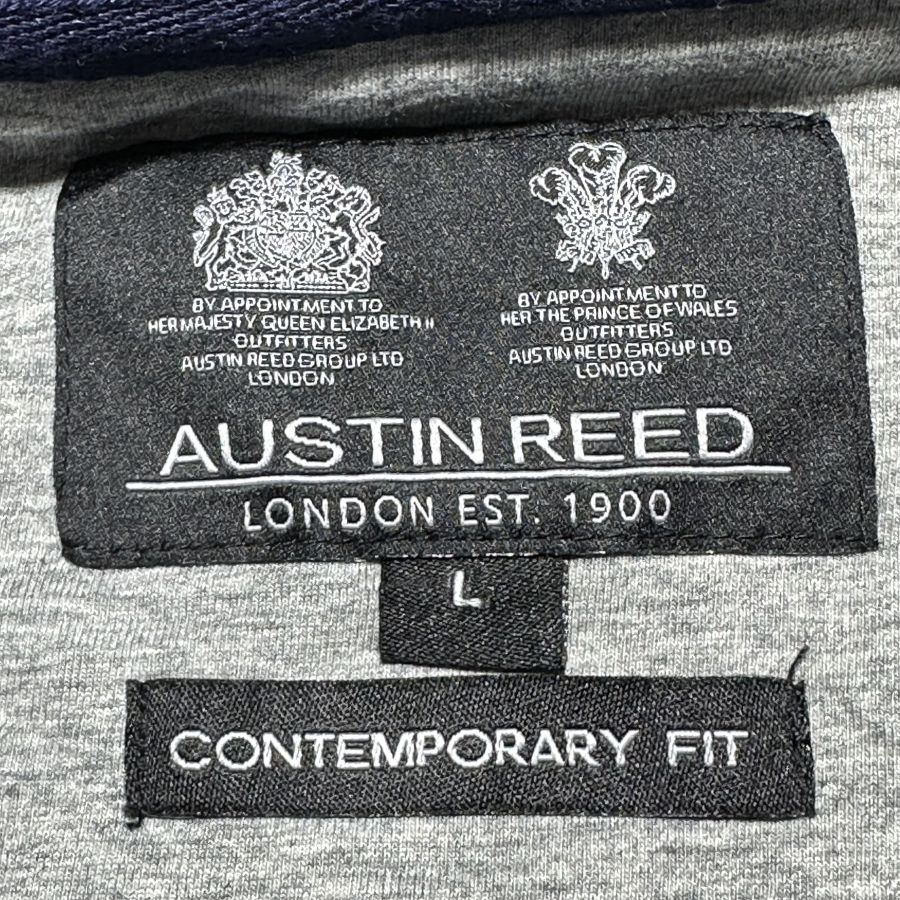 BY APPOINTMENT TO
HER MAJESTY QUEEN ELIZABETH II
OUTFITTERS
AUSTIN REED GROUP LTD
LONDON
BY APPOINTMENT TO
HER THE PRINCE OF WALES
OUTFITTERS
AUSTIN REED GROUP LTD
LONDON
AUSTIN REED
LONDON EST. 1900
L
CONTEMPORARY FIT